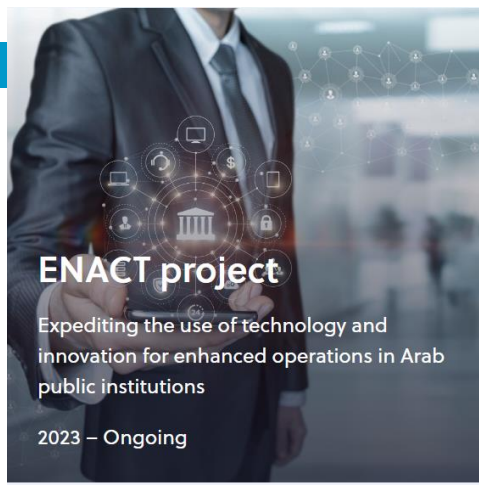 ENACT project
Expediting the use of technology and
innovation for enhanced operations in Arab
public institutions
2023 – Ongoing